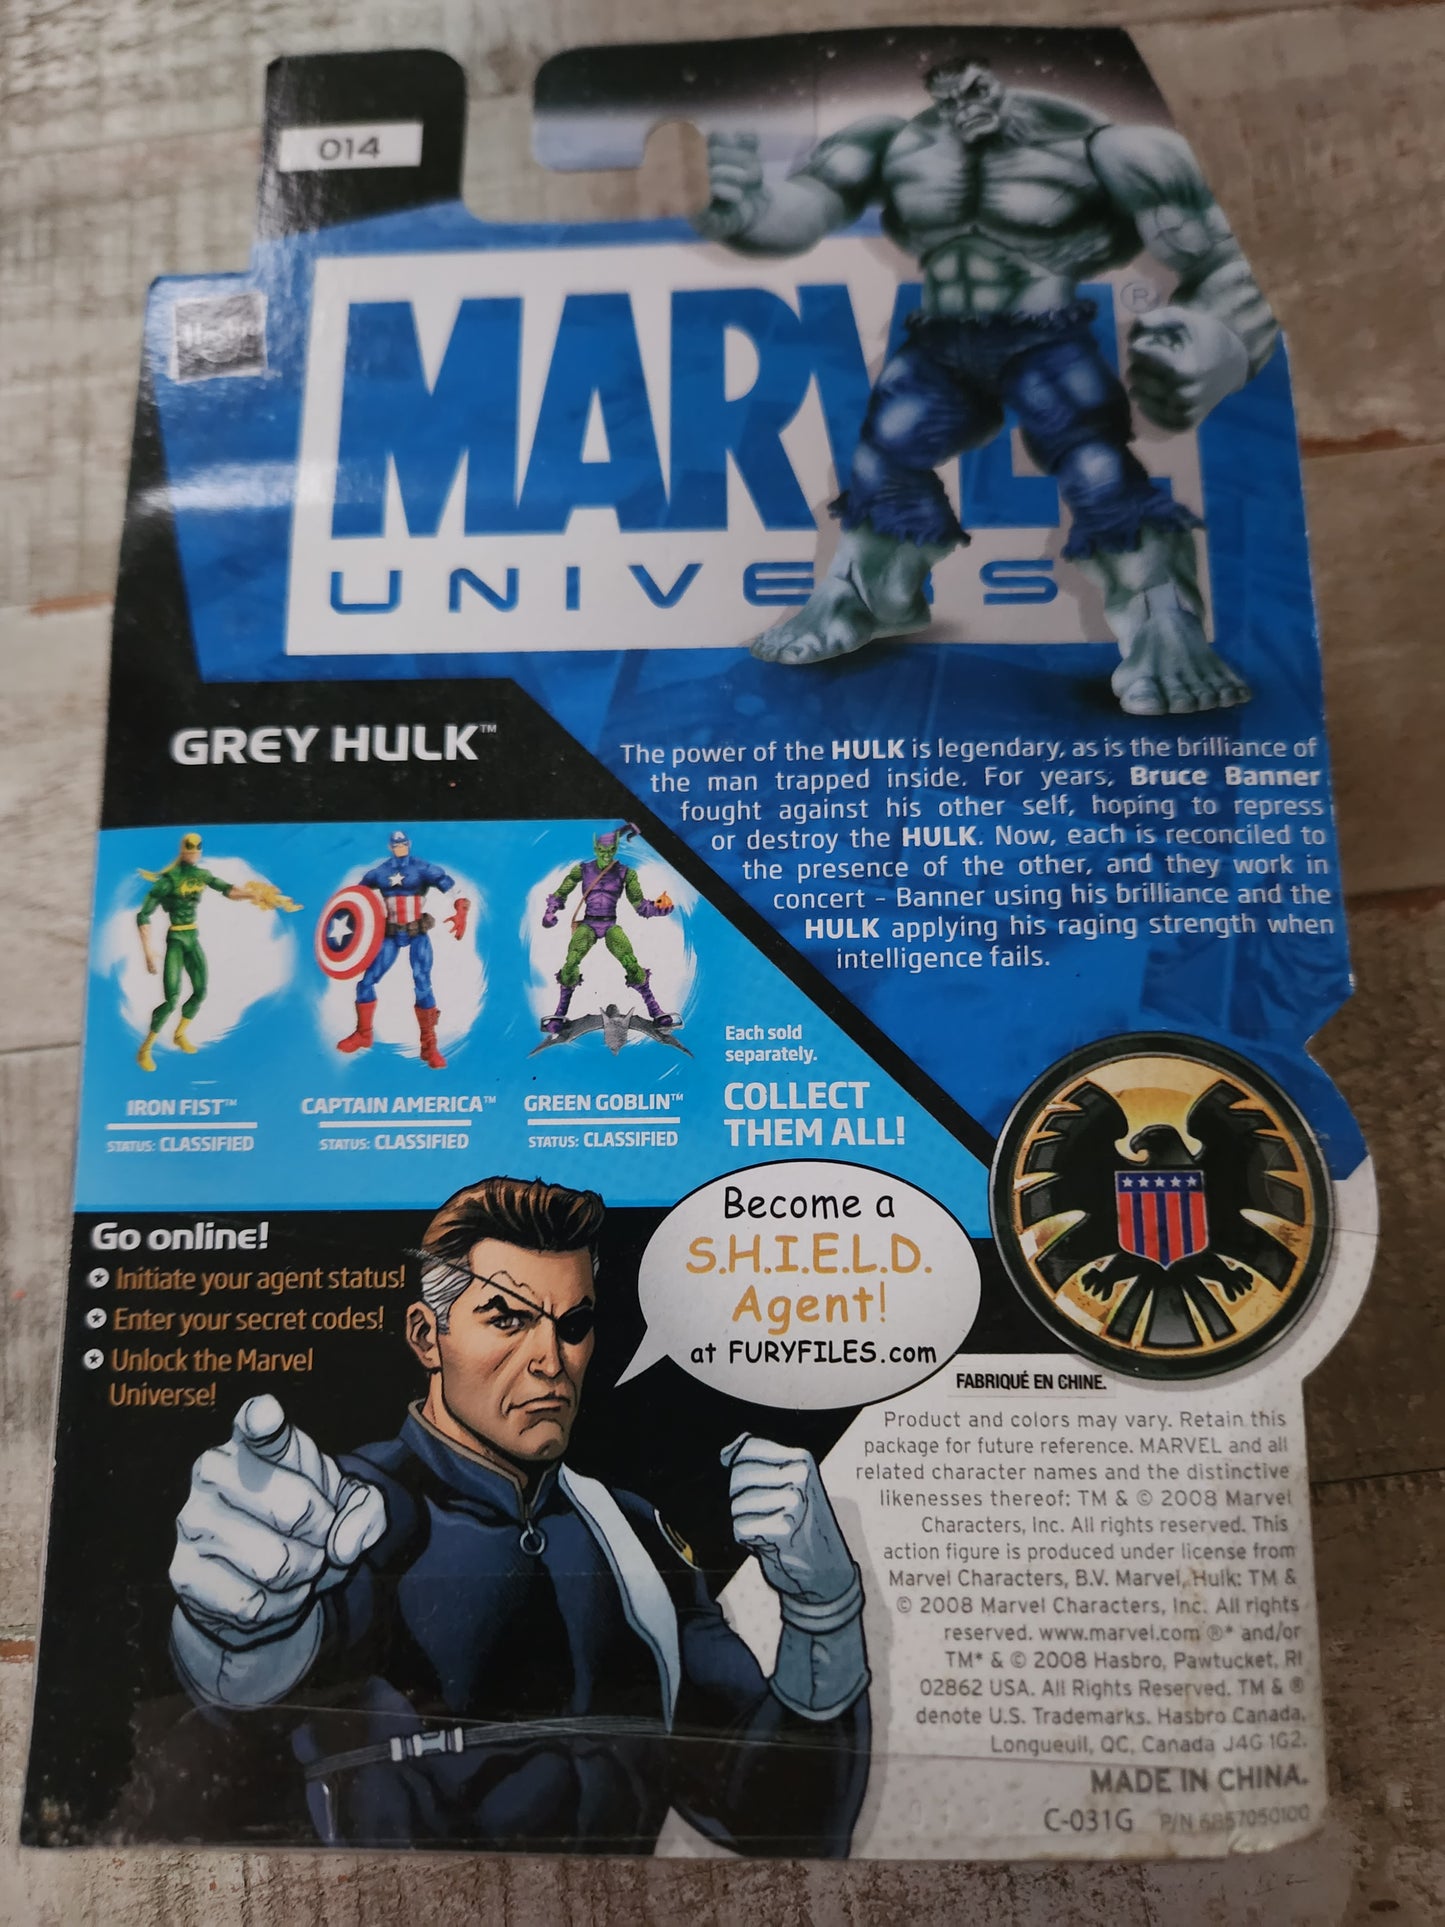 014
Hasbro
MARVEL
®
UNIVERS
GREY HULK™
The power of the HULK is legendary, as is the brilliance of
the man trapped inside. For years, Bruce Banner
fought against his other self, hoping to repress
or destroy the HULK. Now, each is reconciled to
the presence of the other, and they work in
concert - Banner using his brilliance and the
HULK applying his raging strength when
intelligence fails.
IRON FIST™
STATUS: CLASSIFIED
CAPTAIN AMERICA™
STATUS: CLASSIFIED
GREEN GOBLIN™
STATUS: CLASSIFIED
Each sold
separately.
COLLECT
THEM ALL!
Go online!
Initiate your agent status!
Enter your secret codes!
Unlock the Marvel
Universe!
Become a
S.H.I.E.L.D.
Agent!
at FURYFILES.com
FABRIQUÉ EN CHINE.
Product and colors may vary. Retain this
package for future reference. MARVEL and all
related character names and the distinctive
likenesses thereof: TM & © 2008 Marvel
Characters, Inc. All rights reserved. This
action figure is produced under license from
Marvel Characters, B.V. Marvel, Hulk: TM &
© 2008 Marvel Characters, Inc. All rights
reserved. www.marvel.com ®* and/or
TM* & © 2008 Hasbro, Pawtucket, RI
02862 USA. All Rights Reserved. TM & ®
denote U.S. Trademarks. Hasbro Canada,
Longueuil, QC, Canada J4G 1G2.
MADE IN CHINA.
C-031G P/N 6857050100